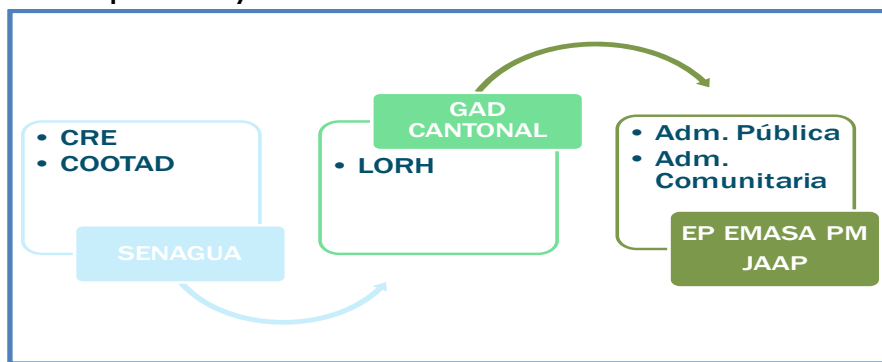 • CRE
• COOTAD
SENAGUA
GAD
CANTONAL
• LORH
• Adm. Pública
• Adm.
Comunitaria
EP EMASA PM
JAAP